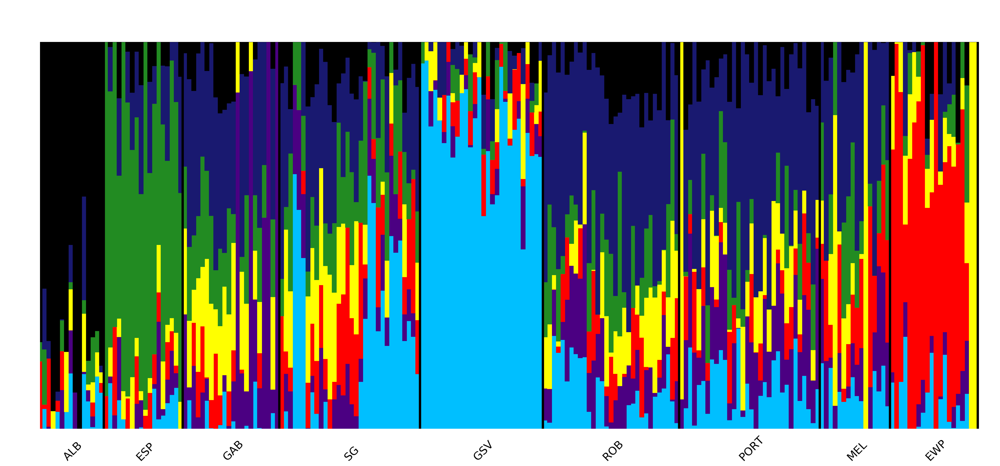 ALB
ESP
GAB
SG
GSV
ROB
PORT
MEL
EWP